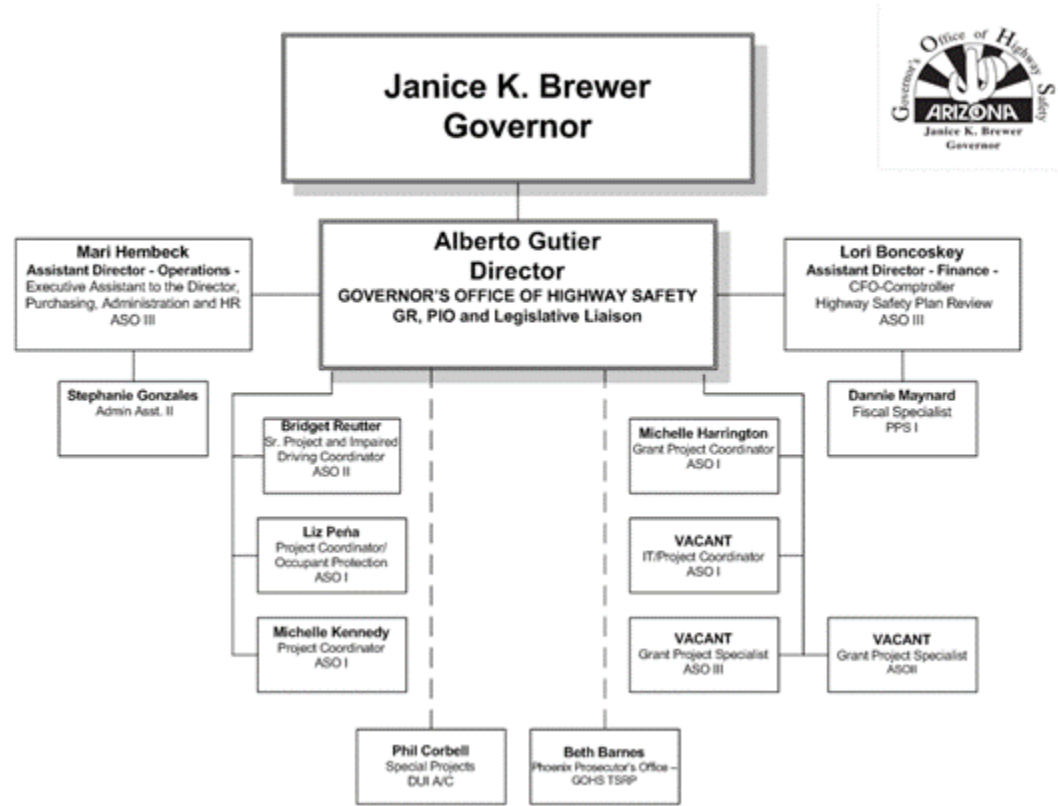 Janice K. Brewer
Governor
Governor's Office of Highway Safety
ARIZONA
Janice K. Brewer
Governor
Alberto Gutier
Director
GOVERNOR'S OFFICE OF HIGHWAY SAFETY
GR, PIO and Legislative Liaison
Mari Hembeck
Assistant Director - Operations -
Executive Assistant to the Director,
Purchasing, Administration and HR
ASO III
Lori Boncoskey
Assistant Director - Finance -
CFO-Comptroller
Highway Safety Plan Review
ASO III
Stephanie Gonzales
Admin Asst. II
Dannie Maynard
Fiscal Specialist
PPS I
Bridget Reutter
Sr. Project and Impaired
Driving Coordinator
ASO II
Michelle Harrington
Grant Project Coordinator
ASO I
Liz Peña
Project Coordinator/
Occupant Protection
ASO I
VACANT
IT/Project Coordinator
ASO I
Michelle Kennedy
Project Coordinator
ASO I
VACANT
Grant Project Specialist
ASO III
VACANT
Grant Project Specialist
Phil Corbell
Special Projects
DUI A/C
Beth Barnes
Phoenix Prosecutor's Office –
GOHS TSRP